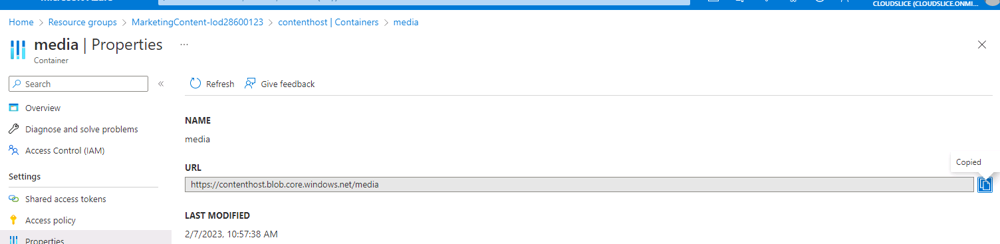 CLOUDSLICE (CLOUDSLICE.ONMI...
Home > Resource groups > MarketingContent-lod28600123 > contenthost | Containers > media
media | Properties ...
Container
Search «
Refresh Give feedback
Overview
Diagnose and solve problems
Access Control (IAM)
Settings
Shared access tokens
Access policy
Properties
NAME
media
URL
Copied
https://contenthost.blob.core.windows.net/media
LAST MODIFIED
2/7/2023, 10:57:38 AM